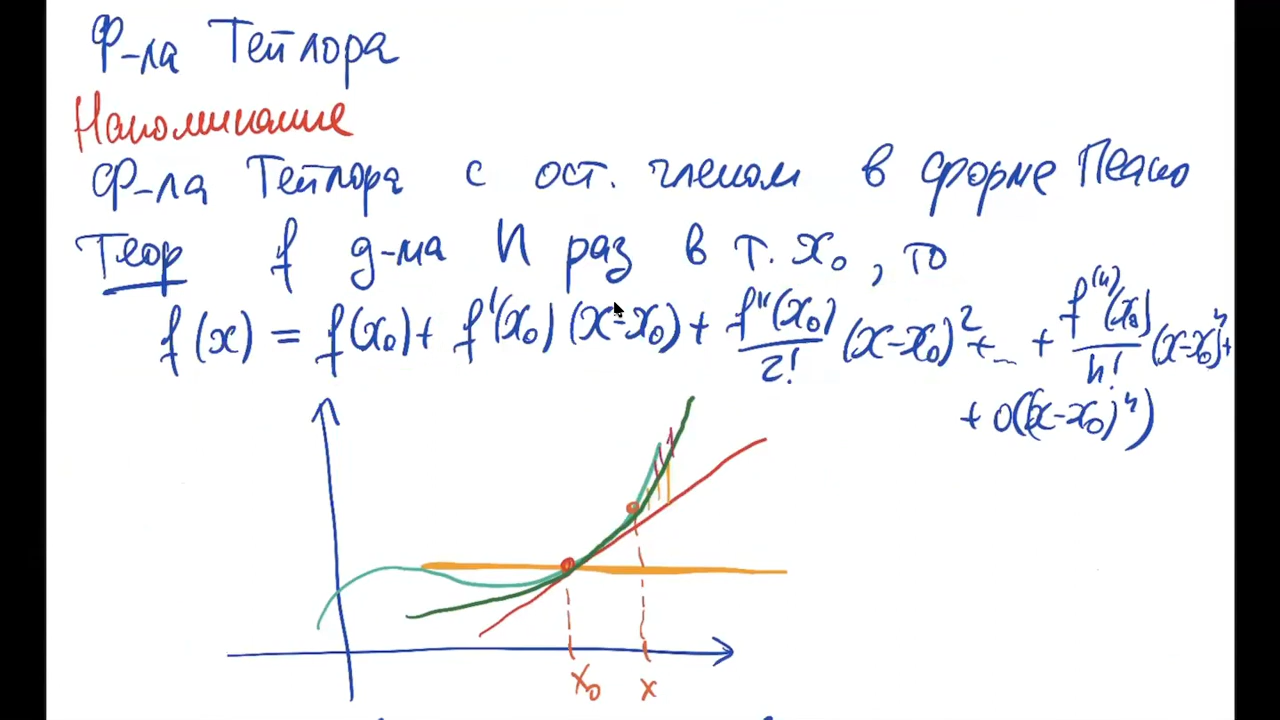 Ф-ла Тейлора
Напоминание
Ф-ла Тейлора с ост. членом в форме Пеано
Теор f д-ма n раз в т. x₀, то
f(x) = f(x₀) + f'(x₀)(x-x₀) + f''(x₀)/2! (x-x₀)² + ... + f⁽ⁿ⁾(x₀)/n! (x-x₀)ⁿ +
+ o((x-x₀)ⁿ)
x₀ x